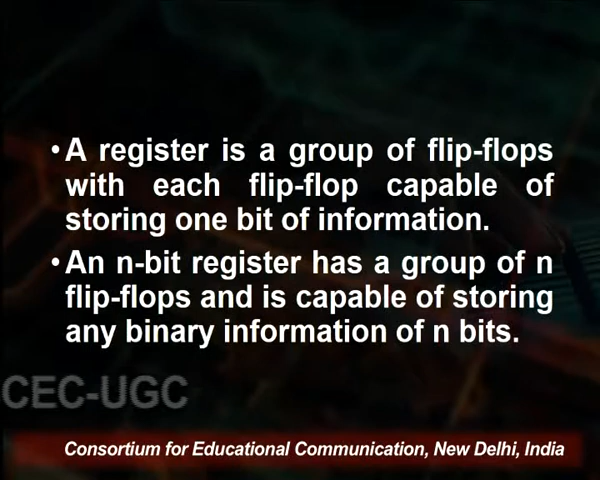 • A register is a group of flip-flops
with each flip-flop capable of
storing one bit of information.
• An n-bit register has a group of n
flip-flops and is capable of storing
any binary information of n bits.
CEC-UGC
Consortium for Educational Communication, New Delhi, India